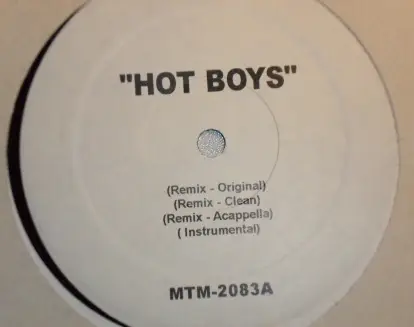 "HOT BOYS"
(Remix - Original)
(Remix - Clean)
(Remix - Acappella)
( Instrumental)
MTM-2083A